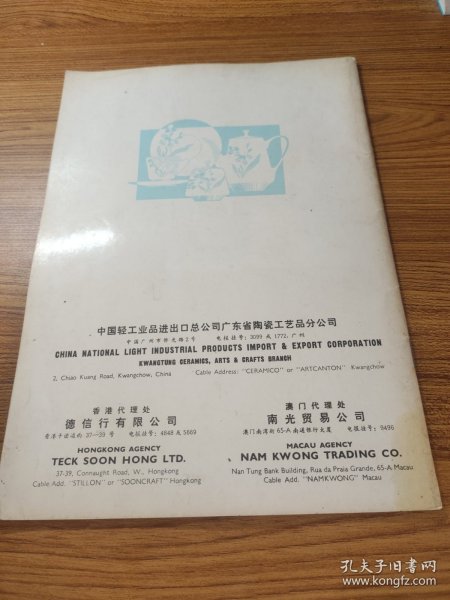 中国轻工业品进出口总公司广东省陶瓷工艺品分公司
中国广州市侨光路2号 电报挂号：3099 或 1772，广州
CHINA NATIONAL LIGHT INDUSTRIAL PRODUCTS IMPORT & EXPORT CORPORATION
KWANGTUNG CERAMICS, ARTS & CRAFTS BRANCH
2, Chiao Kuang Road, Kwangchow, China Cable Address: "CERAMICO" or "ARTCANTON" Kwangchow
香港代理处
德信行有限公司
香港干诺道西 37—39 号 电报挂号：4848 或 5669
HONGKONG AGENCY
TECK SOON HONG LTD.
37-39, Connaught Road, W., Hongkong
Cable Add. "STILLON" or "SOONCRAFT" Hongkong
澳门代理处
南光贸易公司
澳门南湾街 65-A 南通银行大厦 电报挂号：9496
MACAU AGENCY
NAM KWONG TRADING CO.
Nan Tung Bank Building, Rua da Praia Grande, 65-A Macau
Cable Add. "NAMKWONG" Macau
孔夫子旧书网
www.kongfz.com